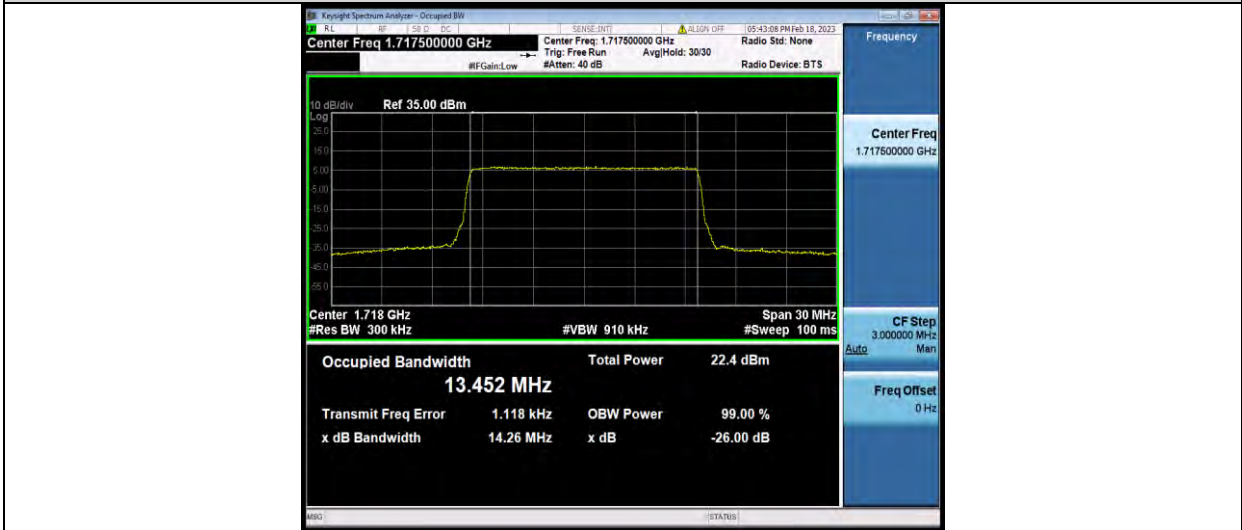 Keysight Spectrum Analyzer - Occupied BW
RL RF 50 Ω DC SENSE:INT ALIGN OFF 05:43:08 PM Feb 18, 2023
Center Freq 1.717500000 GHz
Center Freq: 1.717500000 GHz
Radio Std: None
Trig: Free Run Avg|Hold: 30/30
#IFGain:Low #Atten: 40 dB Radio Device: BTS
10 dB/div Ref 35.00 dBm
Log
25.0
15.0
5.00
-5.00
-15.0
-25.0
-35.0
-45.0
-55.0
Center 1.718 GHz Span 30 MHz
#Res BW 300 kHz #VBW 910 kHz #Sweep 100 ms
Occupied Bandwidth Total Power 22.4 dBm
13.452 MHz
Transmit Freq Error 1.118 kHz OBW Power 99.00 %
x dB Bandwidth 14.26 MHz x dB -26.00 dB
MSG STATUS
Frequency
Center Freq
1.717500000 GHz
CF Step
3.000000 MHz
Auto Man
Freq Offset
0 Hz